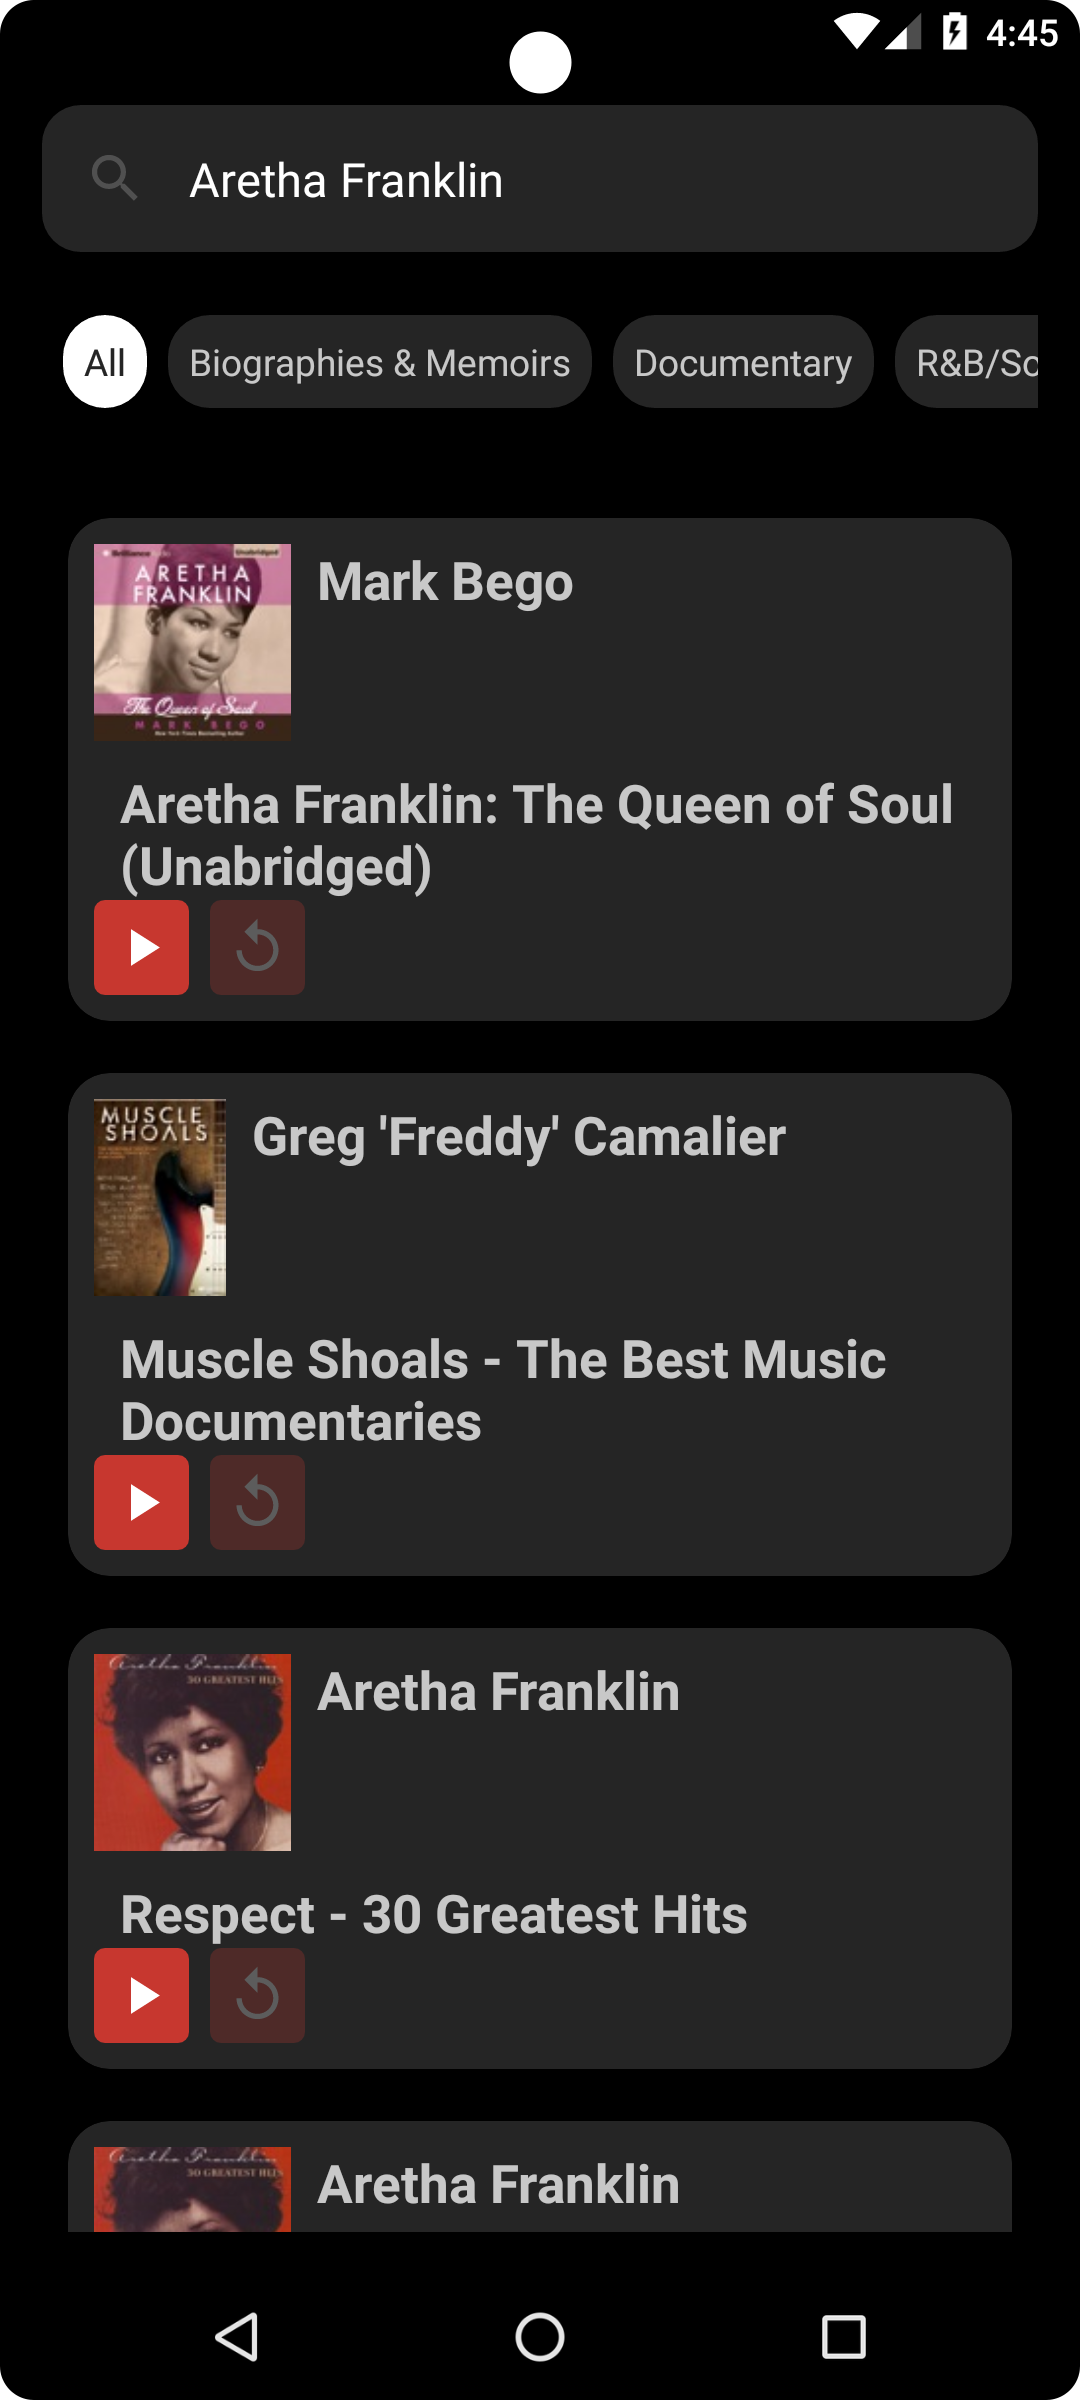 4:45
Aretha Franklin
All
Biographies & Memoirs
Documentary
R&B/So
ARETHA
FRANKLIN
The Queen of Soul
MARK BEGO
Mark Bego
Aretha Franklin: The Queen of Soul
(Unabridged)
MUSCLE
SHOALS
Greg 'Freddy' Camalier
Muscle Shoals - The Best Music
Documentaries
Aretha Franklin
30 GREATEST HITS
Aretha Franklin
Respect - 30 Greatest Hits
Aretha Franklin
30 GREATEST HITS
Aretha Franklin